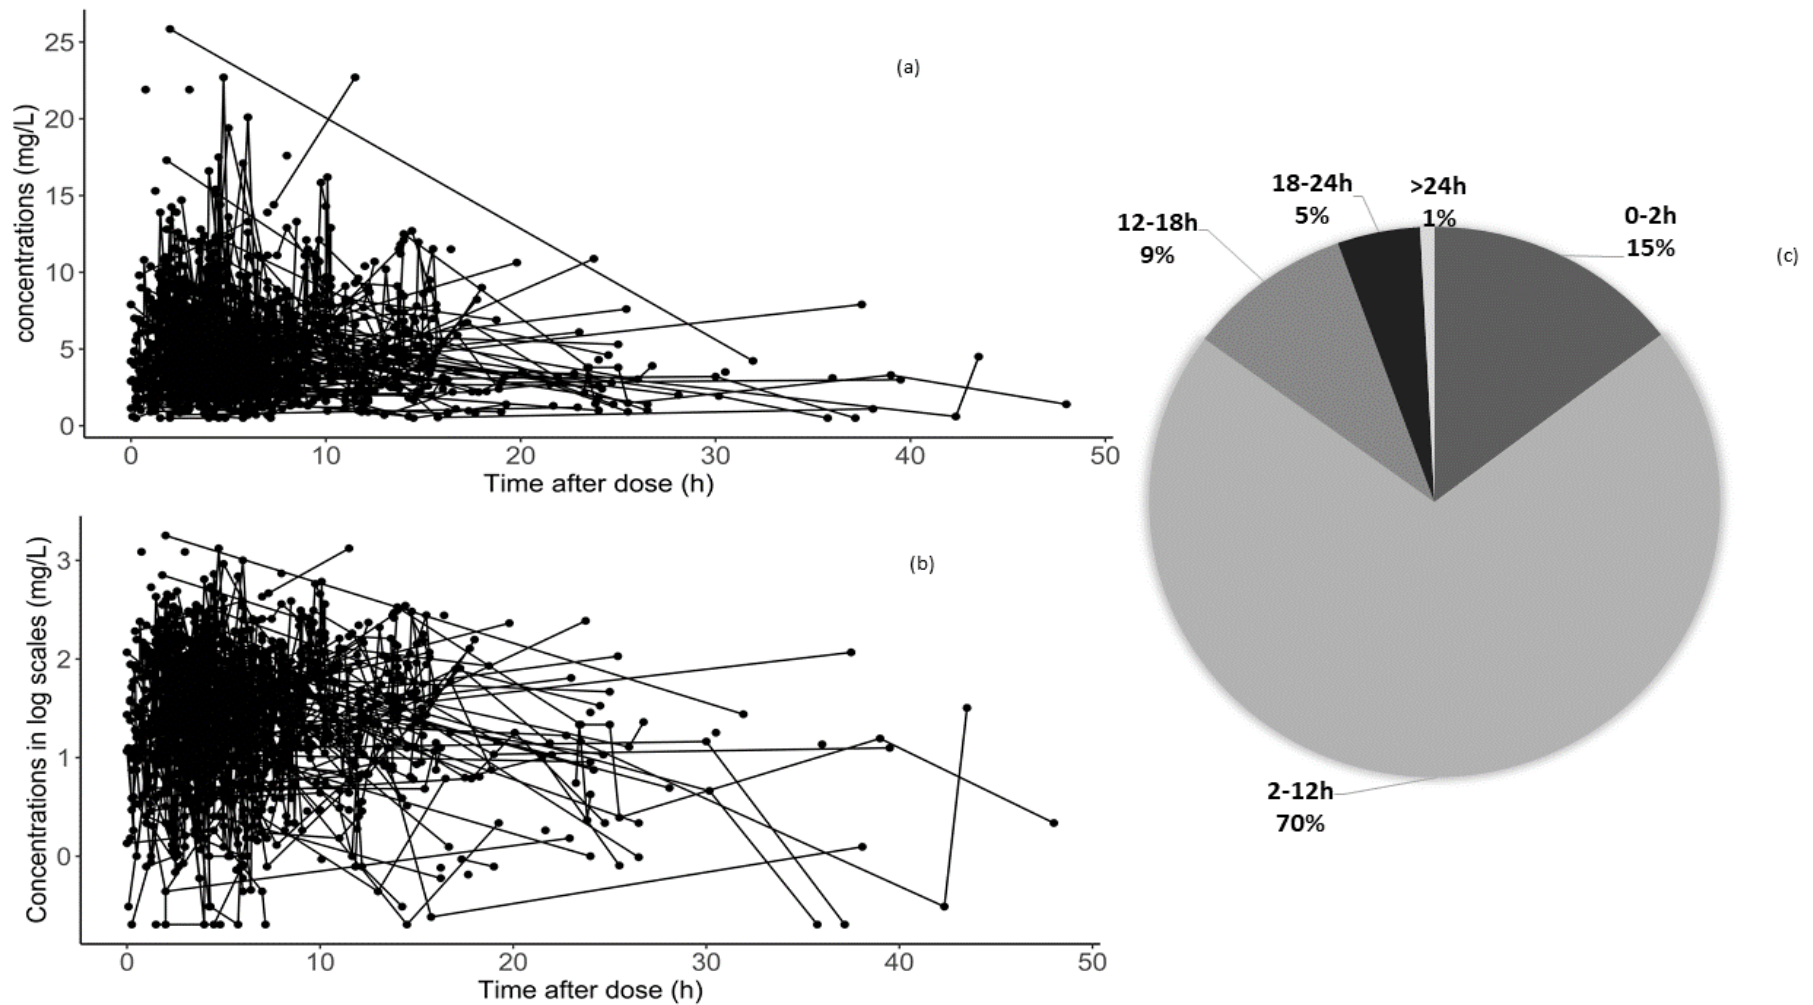 25
20
15
10
5
0
concentrations (mg/L)
0 10 20 30 40 50
Time after dose (h)
(a)
3
2
1
0
Concentrations in log scales (mg/L)
0 10 20 30 40 50
Time after dose (h)
(b)
18-24h
5%
>24h
1%
0-2h
15%
12-18h
9%
(c)
2-12h
70%